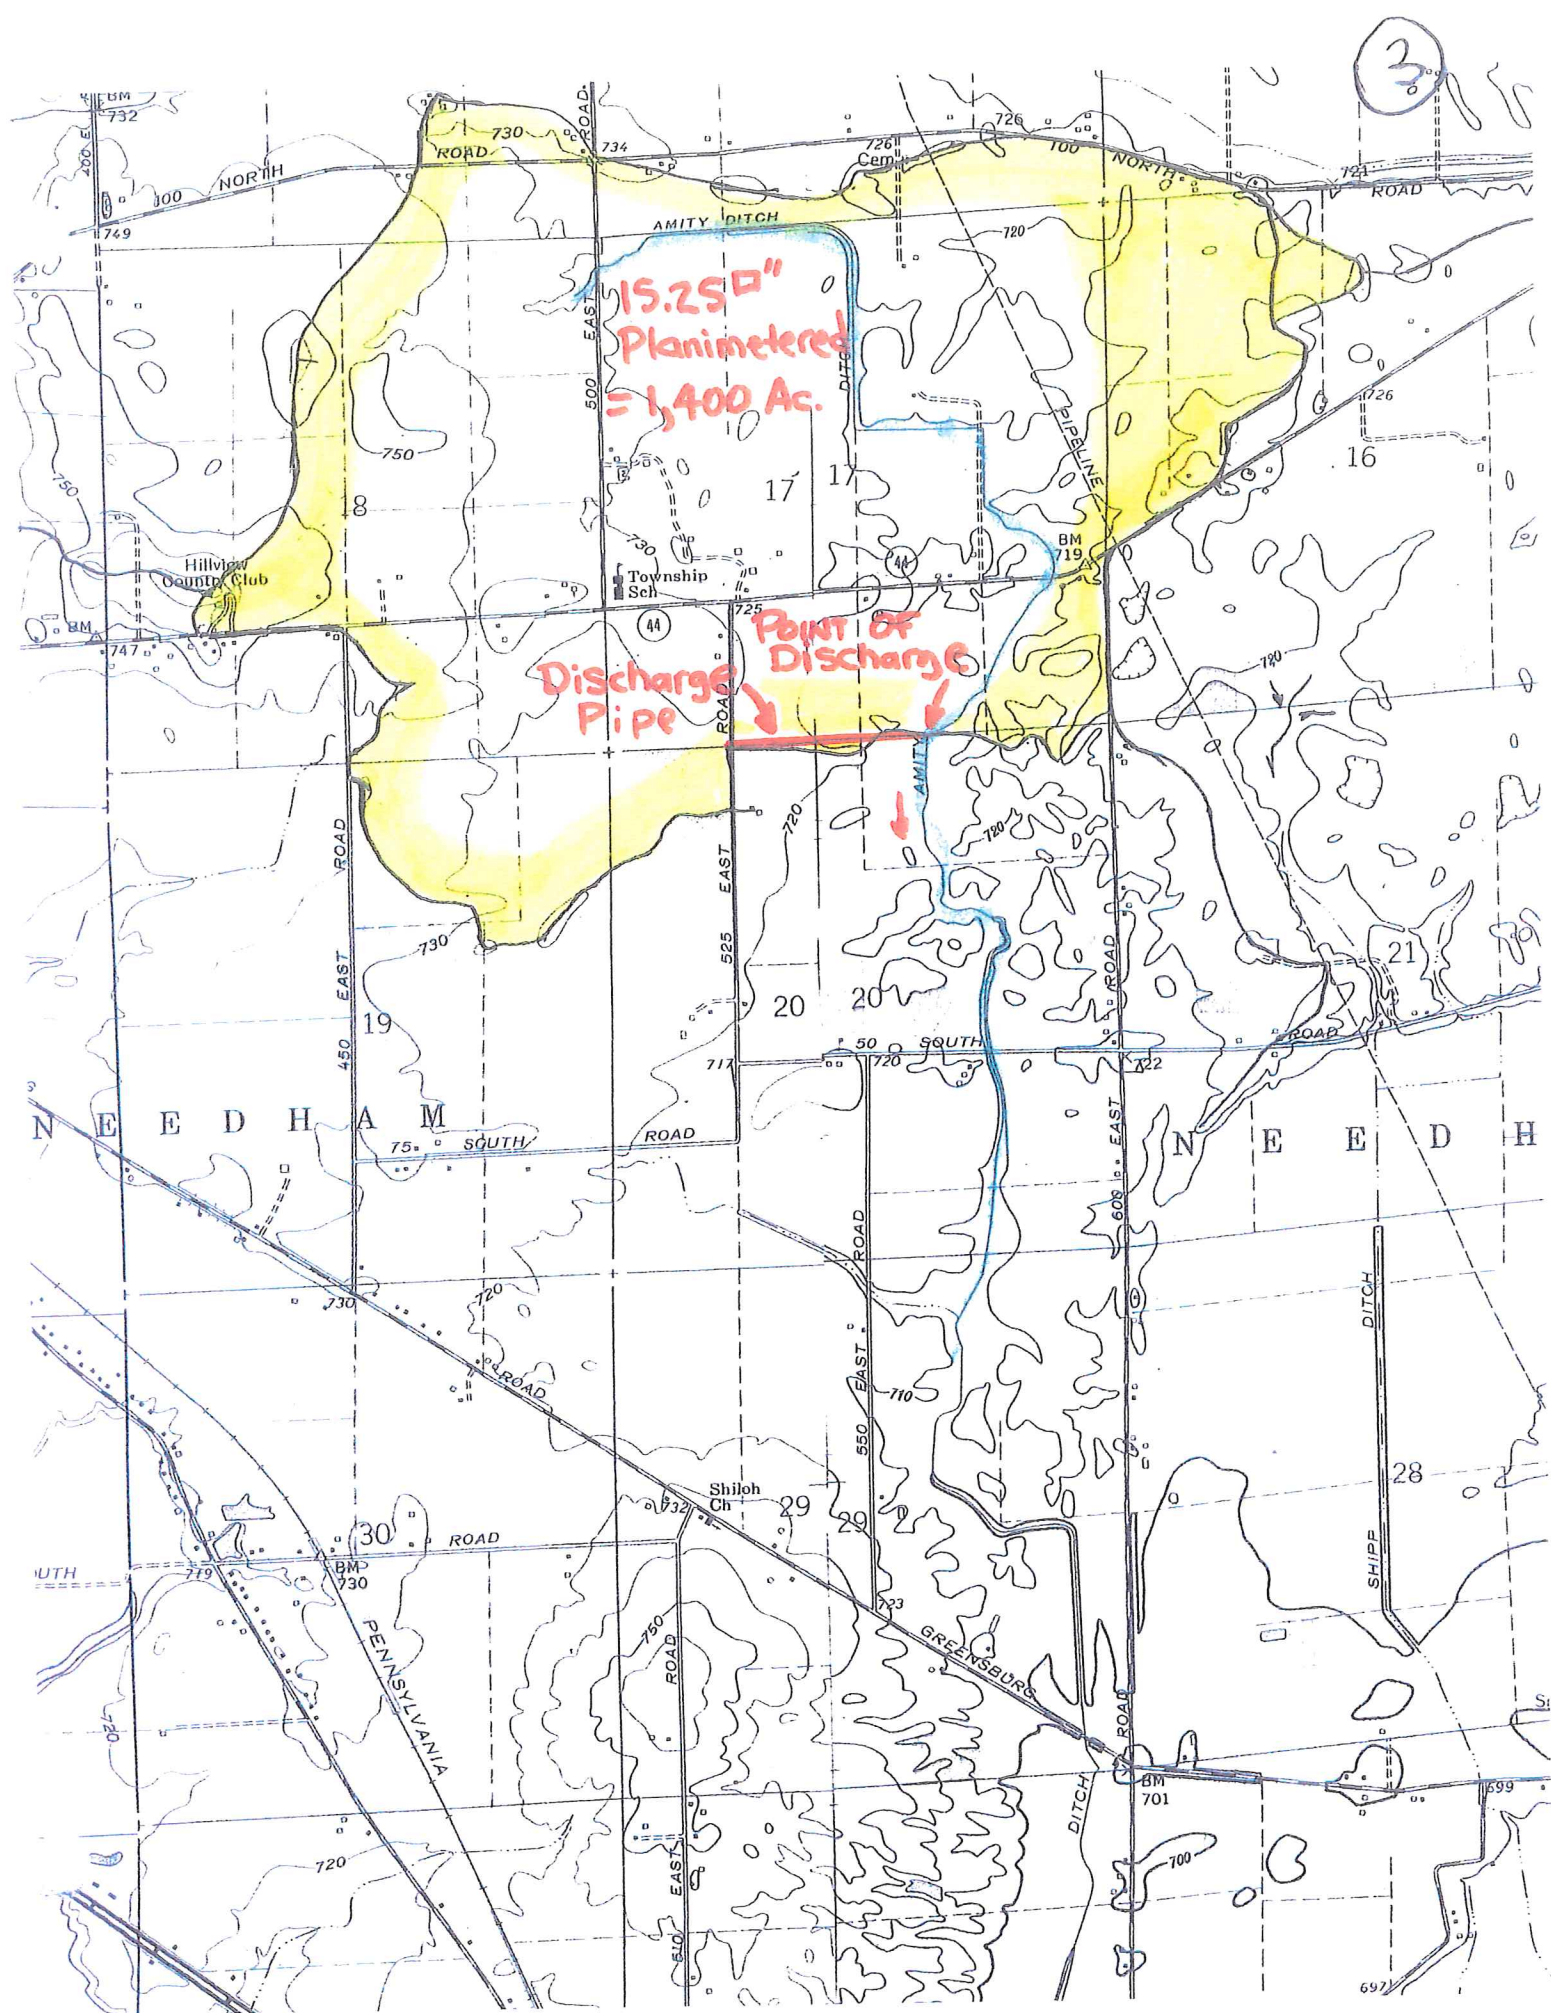 3
BM
732
400 E
730
ROAD
ROAD
734
726
Cem
726
100
NORTH
721
ROAD
100
NORTH
749
AMITY DITCH
720
15.25□"
Planimetered
= 1,400 Ac.
500
EAST
DITCH
PIPELINE
726
750
750
18
17
17
16
730
BM
719
44
Hillview
Country Club
Township
Sch
725
44
BM
747
POINT OF
Discharge
Discharge
Pipe
ROAD
720
AMITY
720
720
ROAD
730
EAST
525
ROAD
21
450
EAST
19
20
20
50
SOUTH
720
717
722
ROAD
NEEDHAM
75
SOUTH
ROAD
600
EAST
NEEDH
ROAD
DITCH
730
720
ROAD
EAST
710
550
28
Shiloh
Ch
732
29
29
30
ROAD
UTH
719
BM
730
SHIPP
723
PENNSYLVANIA
750
ROAD
GREENSBURG
720
ROAD
BM
701
699
DITCH
720
700
EAST
510
697